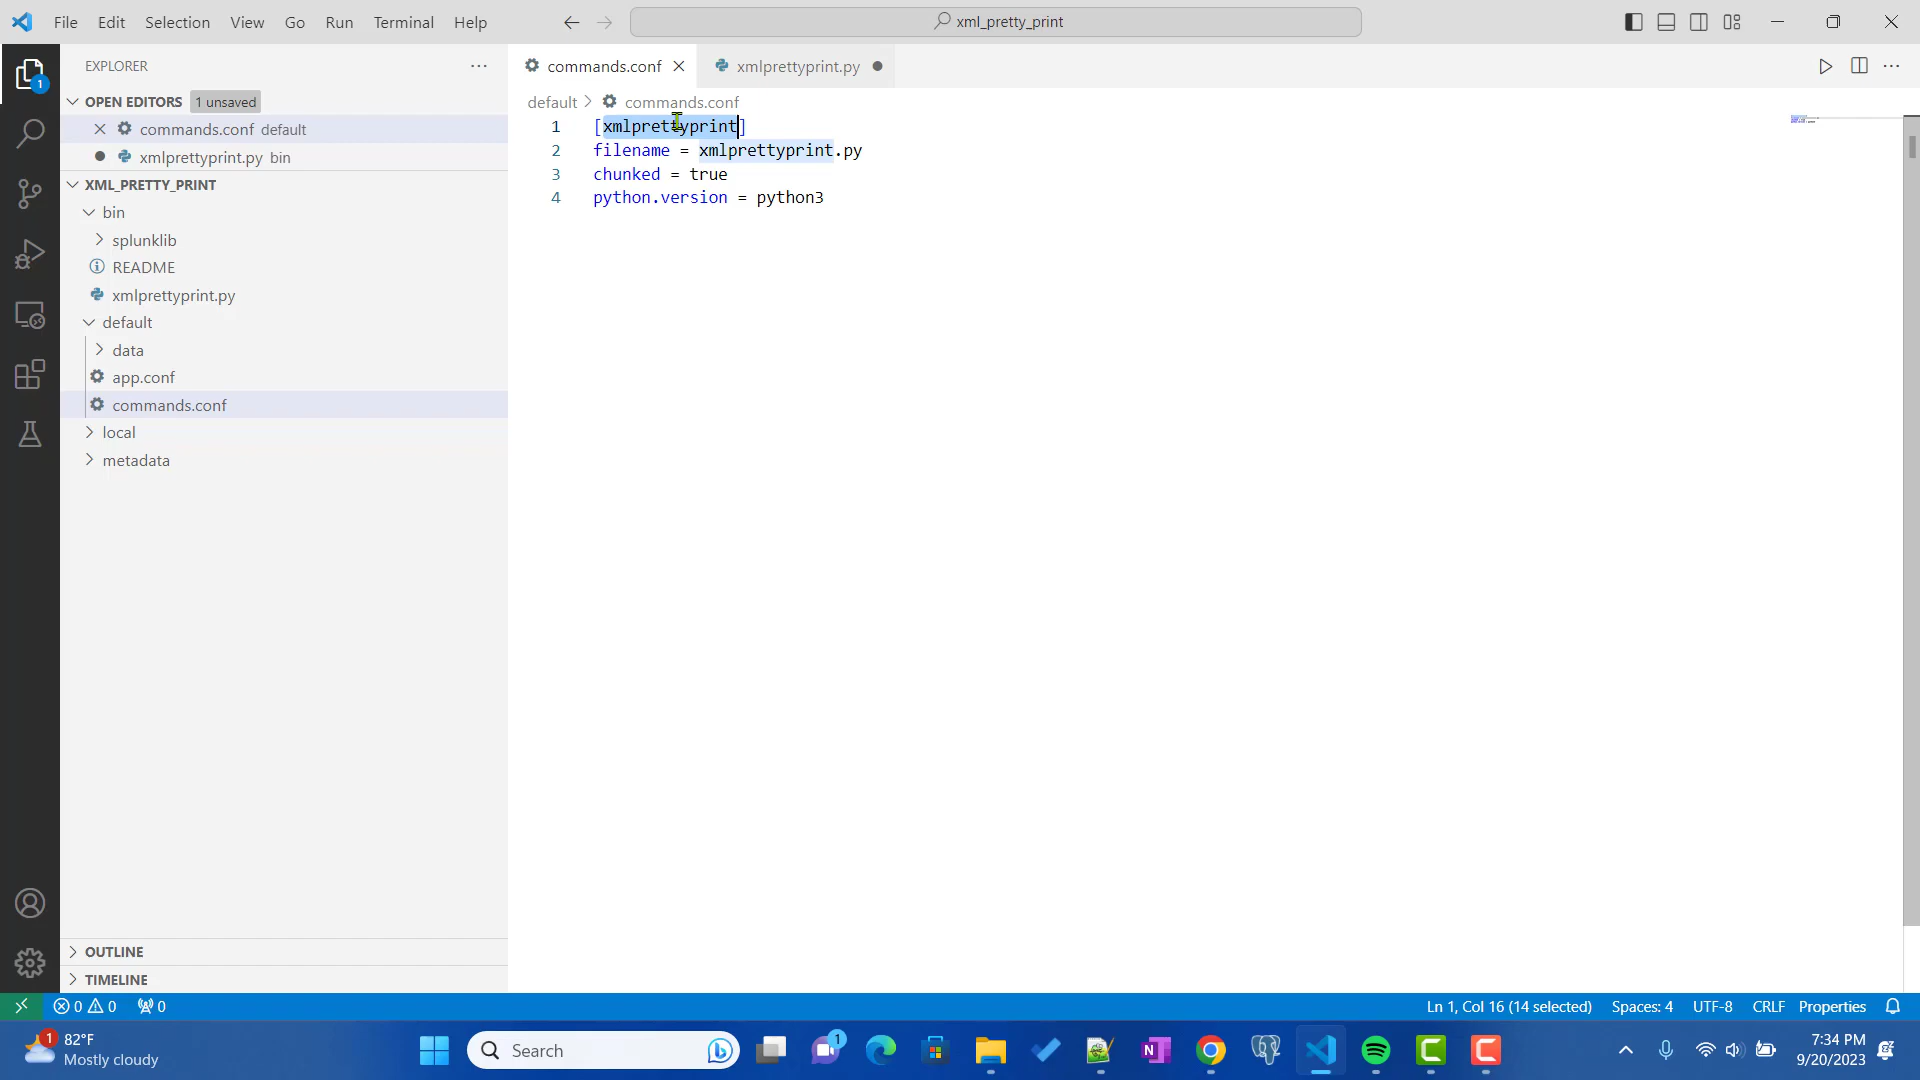 File Edit Selection View Go Run Terminal Help
xml_pretty_print
EXPLORER
OPEN EDITORS 1 unsaved
commands.conf default
xmlprettyprint.py bin
XML_PRETTY_PRINT
bin
splunklib
README
xmlprettyprint.py
default
data
app.conf
commands.conf
local
metadata
OUTLINE
TIMELINE
1
commands.conf
xmlprettyprint.py
default > commands.conf
1 [xmlprettyprint]
2 filename = xmlprettyprint.py
3 chunked = true
4 python.version = python3
0 0 0
Ln 1, Col 16 (14 selected) Spaces: 4 UTF-8 CRLF Properties
1
82°F
Mostly cloudy
Search
1
N
7:34 PM
9/20/2023